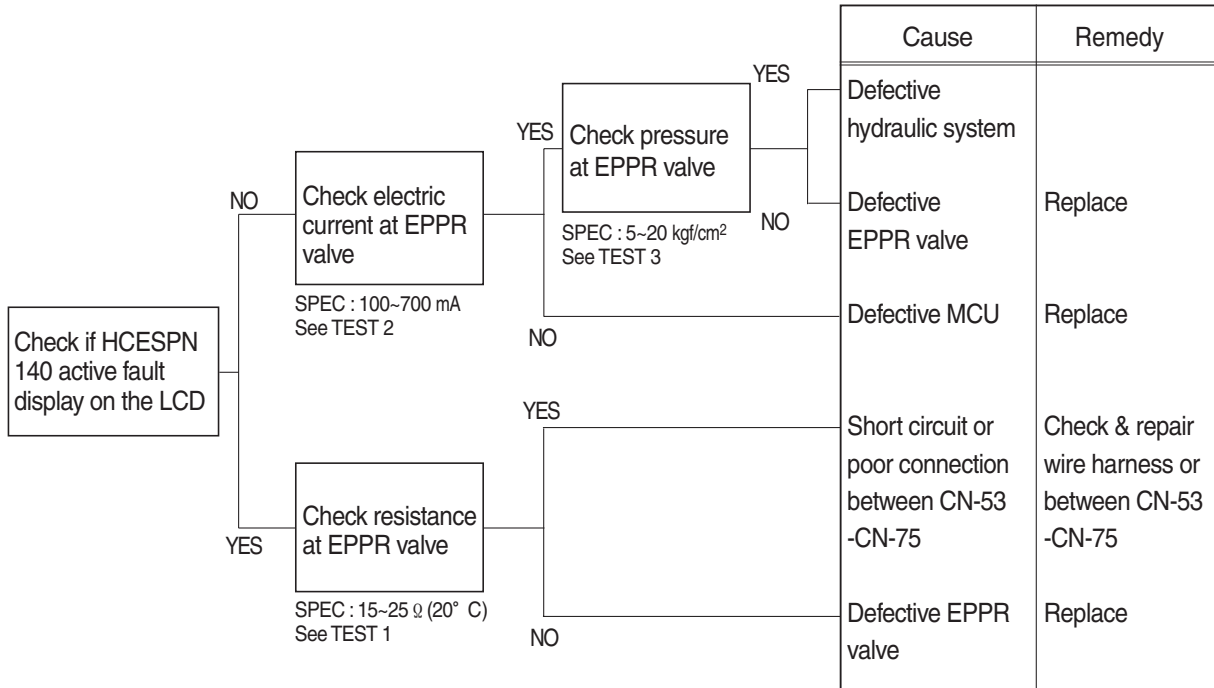 Cause
Remedy
YES
Defective
hydraulic system
YES
Check pressure
at EPPR valve
NO
Check electric
current at EPPR
valve
NO
Defective
EPPR valve
Replace
SPEC : 5~20 kgf/cm²
See TEST 3
SPEC : 100~700 mA
See TEST 2
NO
Defective MCU
Replace
Check if HCESPN
140 active fault
display on the LCD
YES
Short circuit or
poor connection
between CN-53
-CN-75
Check & repair
wire harness or
between CN-53
-CN-75
YES
Check resistance
at EPPR valve
SPEC : 15~25 Ω (20° C)
See TEST 1
NO
Defective EPPR
valve
Replace